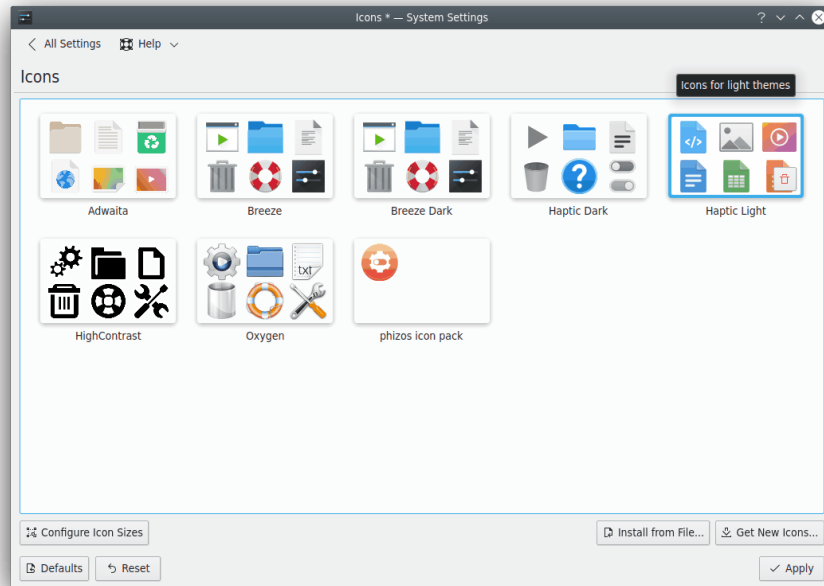 Icons * — System Settings
All Settings
Help
Icons
Icons for light themes
Adwaita
Breeze
Breeze Dark
Haptic Dark
Haptic Light
txt
HighContrast
Oxygen
phizos icon pack
Configure Icon Sizes
Install from File...
Get New Icons...
Defaults
Reset
Apply